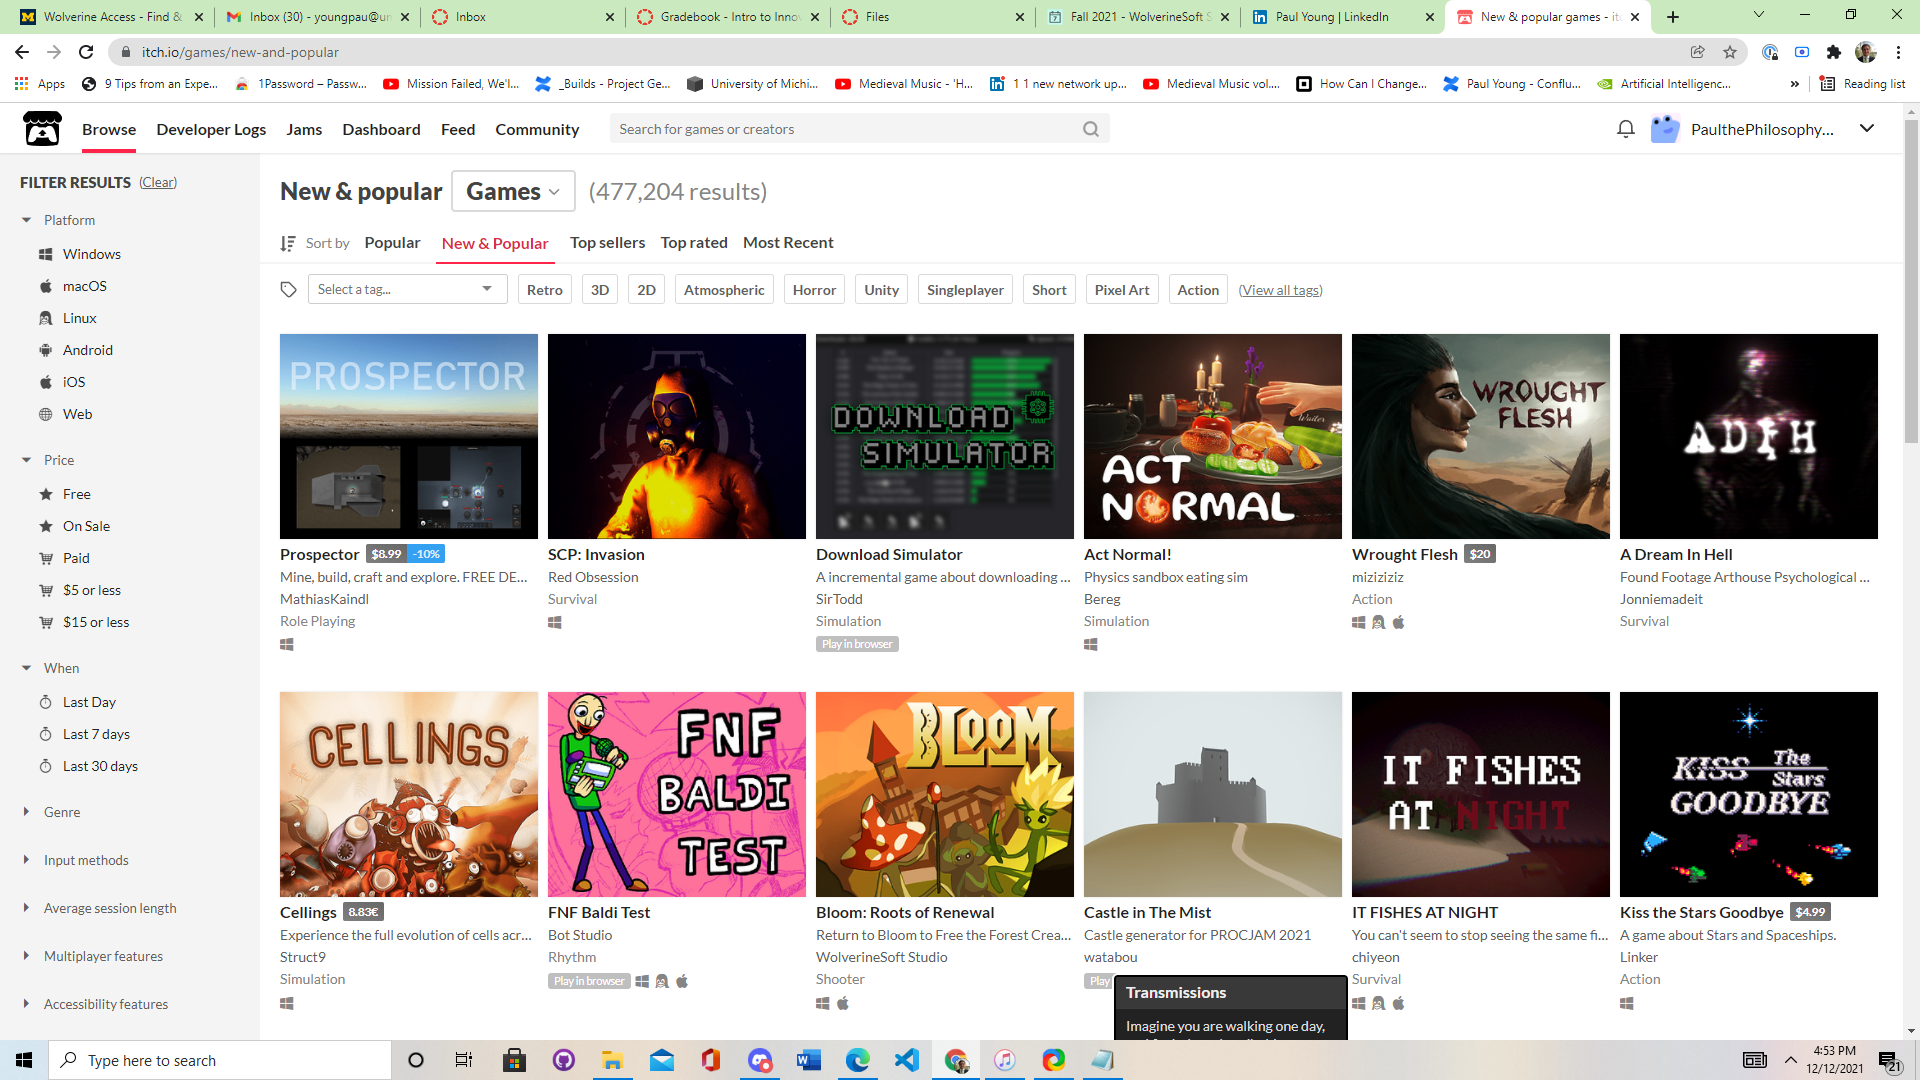 Wolverine Access - Find &
Inbox (30) - youngpau@un
Inbox
Gradebook - Intro to Innov
Files
Fall 2021 - WolverineSoft S
Paul Young | LinkedIn
New & popular games - itc
itch.io/games/new-and-popular
Apps
9 Tips from an Expe...
1Password – Passw...
Mission Failed, We'l...
_Builds - Project Ge...
University of Michi...
Medieval Music - 'H...
1 1 new network up...
Medieval Music vol....
How Can I Change...
Paul Young - Conflu...
Artificial Intelligenc...
»
Reading list
Browse
Developer Logs
Jams
Dashboard
Feed
Community
Search for games or creators
PaulthePhilosophy...
FILTER RESULTS (Clear)
Platform
Windows
macOS
Linux
Android
iOS
Web
Price
Free
On Sale
Paid
$5 or less
$15 or less
When
Last Day
Last 7 days
Last 30 days
Genre
Input methods
Average session length
Multiplayer features
Accessibility features
New & popular Games (477,204 results)
Sort by Popular New & Popular Top sellers Top rated Most Recent
Select a tag... Retro 3D 2D Atmospheric Horror Unity Singleplayer Short Pixel Art Action (View all tags)
PROSPECTOR
Prospector $8.99 -10%
Mine, build, craft and explore. FREE DE...
MathiasKaindl
Role Playing
SCP: Invasion
Red Obsession
Survival
DOWNLOAD
SIMULATOR
Download Simulator
A incremental game about downloading ...
SirTodd
Simulation
Play in browser
Waiter
ACT
NORMAL
Act Normal!
Physics sandbox eating sim
Bereg
Simulation
WROUGHT
FLESH
Wrought Flesh $20
miziziziz
Action
ADIH
A Dream In Hell
Found Footage Arthouse Psychological ...
Jonniemadeit
Survival
CELLINGS
Cellings 8.83€
Experience the full evolution of cells acr...
Struct9
Simulation
FNF
BALDI
TEST
FNF Baldi Test
Bot Studio
Rhythm
Play in browser
BLOOM
Bloom: Roots of Renewal
Return to Bloom to Free the Forest Crea...
WolverineSoft Studio
Shooter
Castle in The Mist
Castle generator for PROCJAM 2021
watabou
Play
Transmissions
Imagine you are walking one day,
IT FISHES
AT NIGHT
IT FISHES AT NIGHT
You can't seem to stop seeing the same fi...
chiyeon
Survival
KISS The
Stars
GOODBYE
Kiss the Stars Goodbye $4.99
A game about Stars and Spaceships.
Linker
Action
Type here to search
4:53 PM
12/12/2021
21